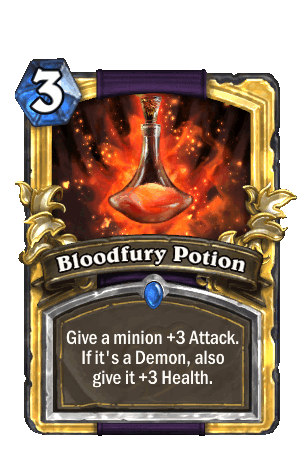 3
Bloodfury Potion
Give a minion +3 Attack.
If it's a Demon, also
give it +3 Health.